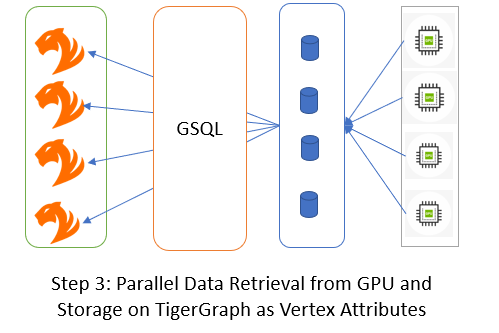 GSQL
Step 3: Parallel Data Retrieval from GPU and
Storage on TigerGraph as Vertex Attributes